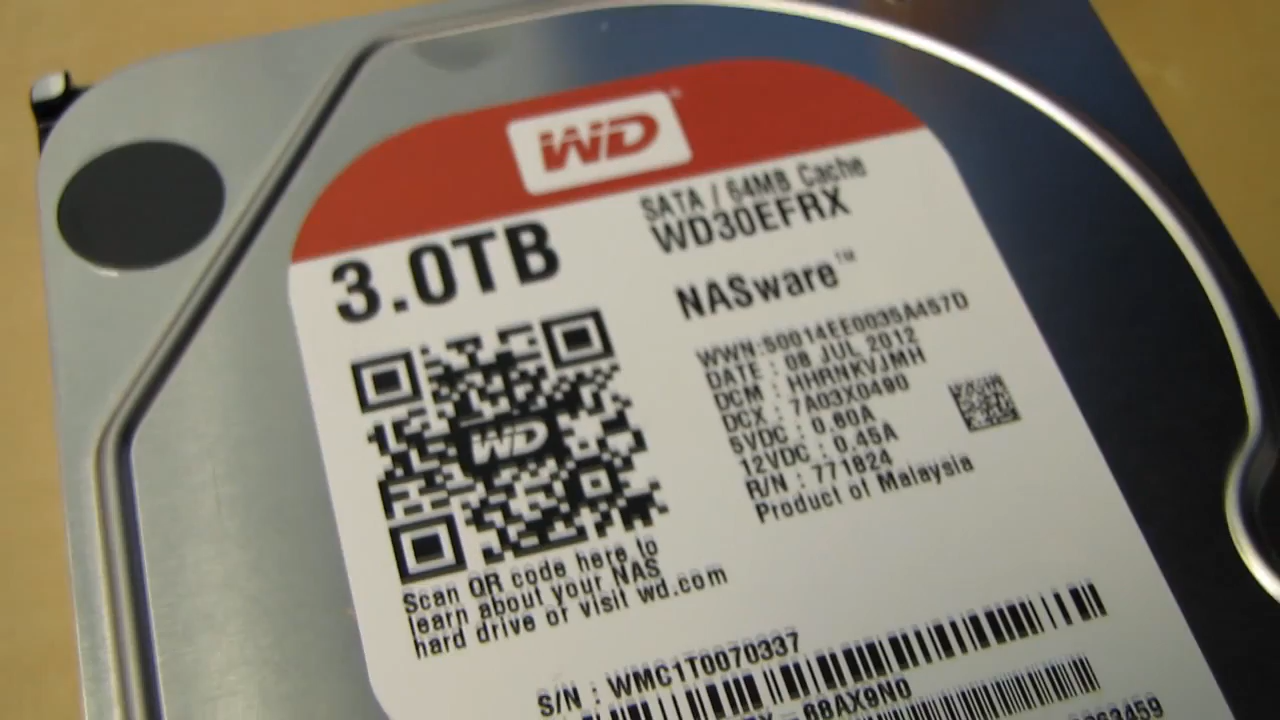 WD
SATA / 64MB Cache
WD30EFRX
3.0TB
NASware™
WWN:50014EE0035A457D
DATE : 08 JUL 2012
DCM : HHRNKVJMH
DCX : 7A03X0490
5VDC : 0.60A
12VDC : 0.45A
R/N : 771824
Product of Malaysia
WD
Scan QR code here to
learn about your NAS
hard drive or visit wd.com
S/N : WMC1T0070337
- 68AX9N0